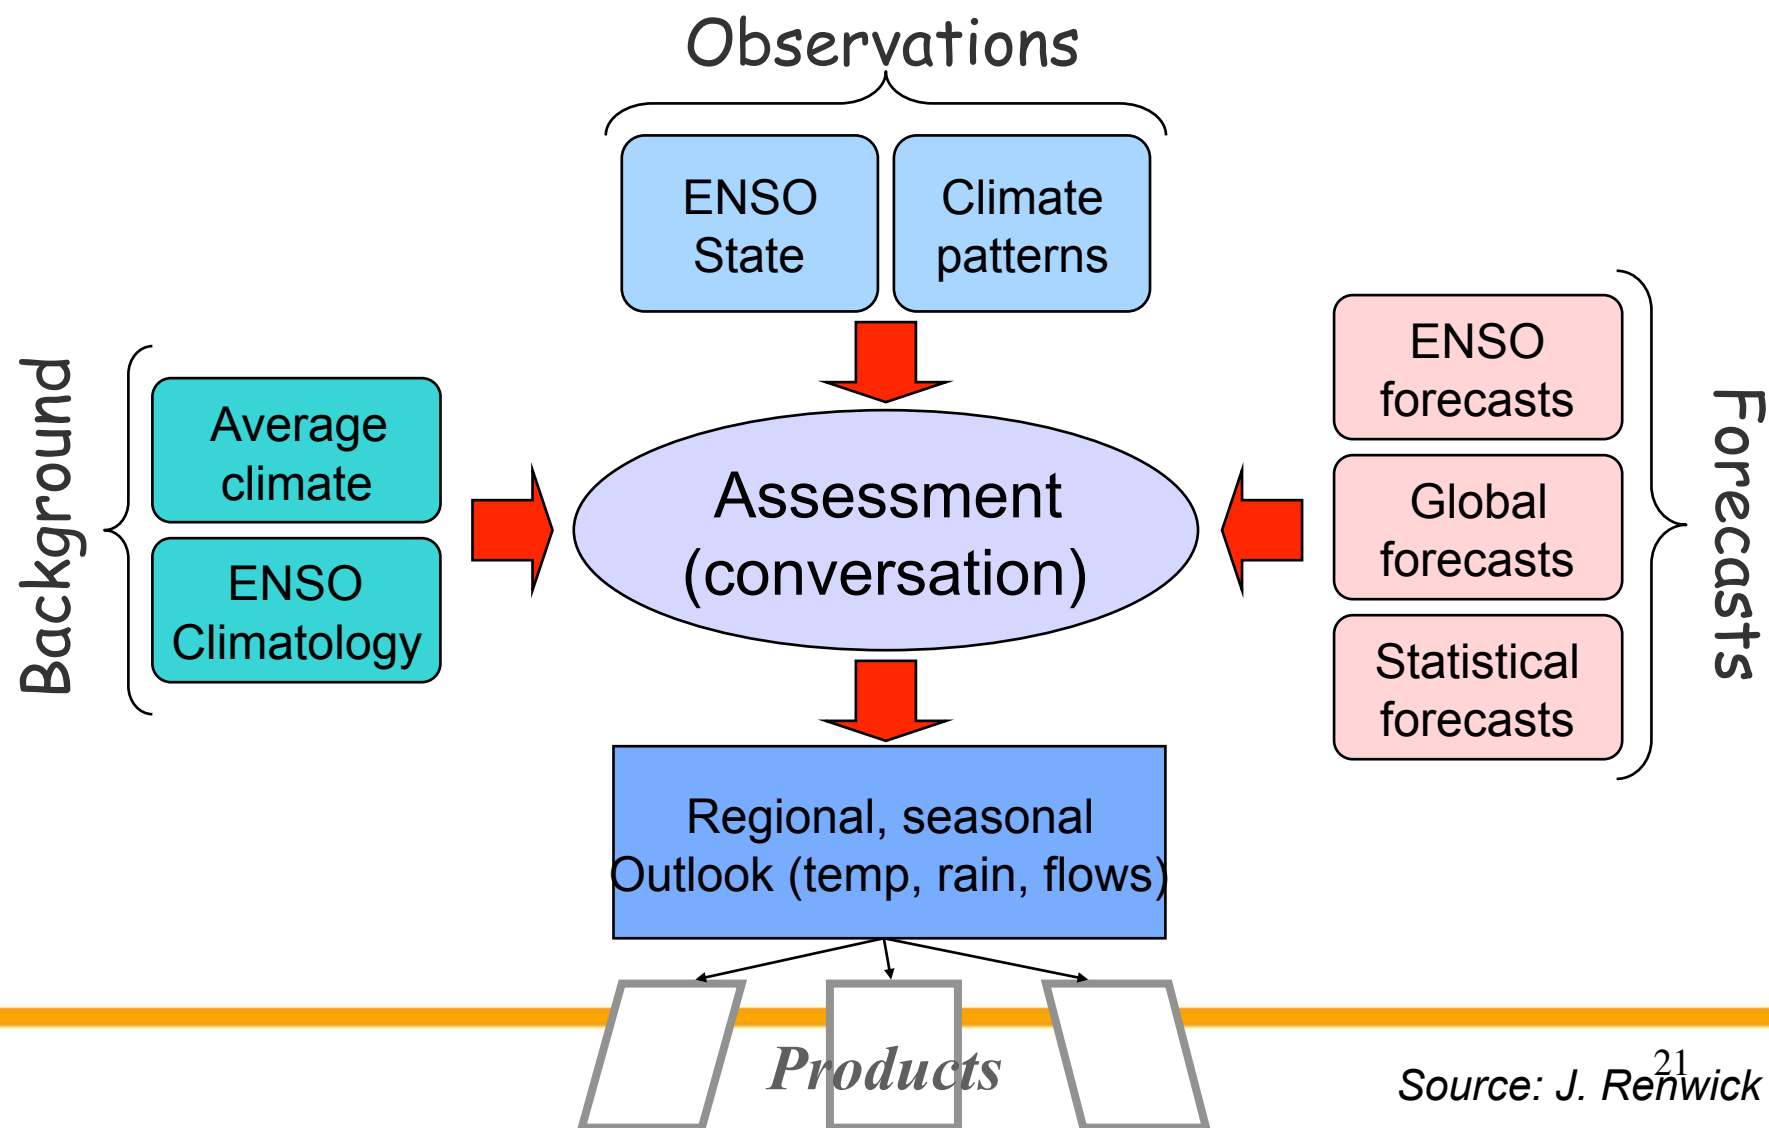 Observations
ENSO
State
Climate
patterns
Background
Average
climate
ENSO
Climatology
Assessment
(conversation)
ENSO
forecasts
Global
forecasts
Statistical
forecasts
Forecasts
Regional, seasonal
Outlook (temp, rain, flows)
Products
21
Source: J. Renwick